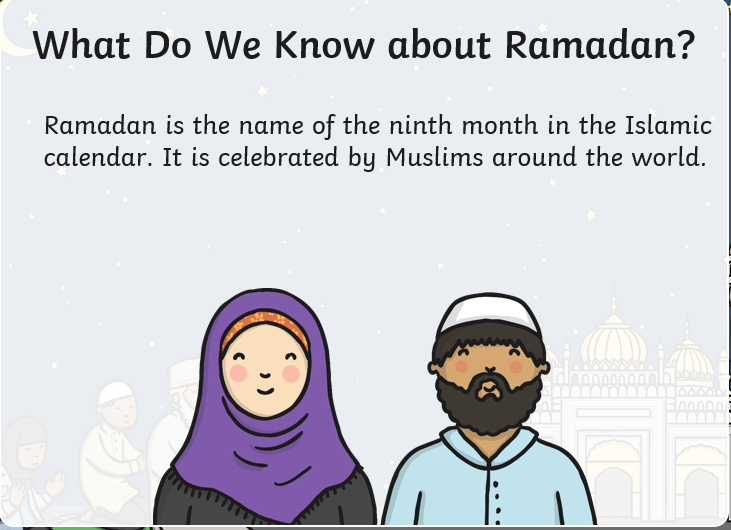 What Do We Know about Ramadan?
Ramadan is the name of the ninth month in the Islamic
calendar. It is celebrated by Muslims around the world.